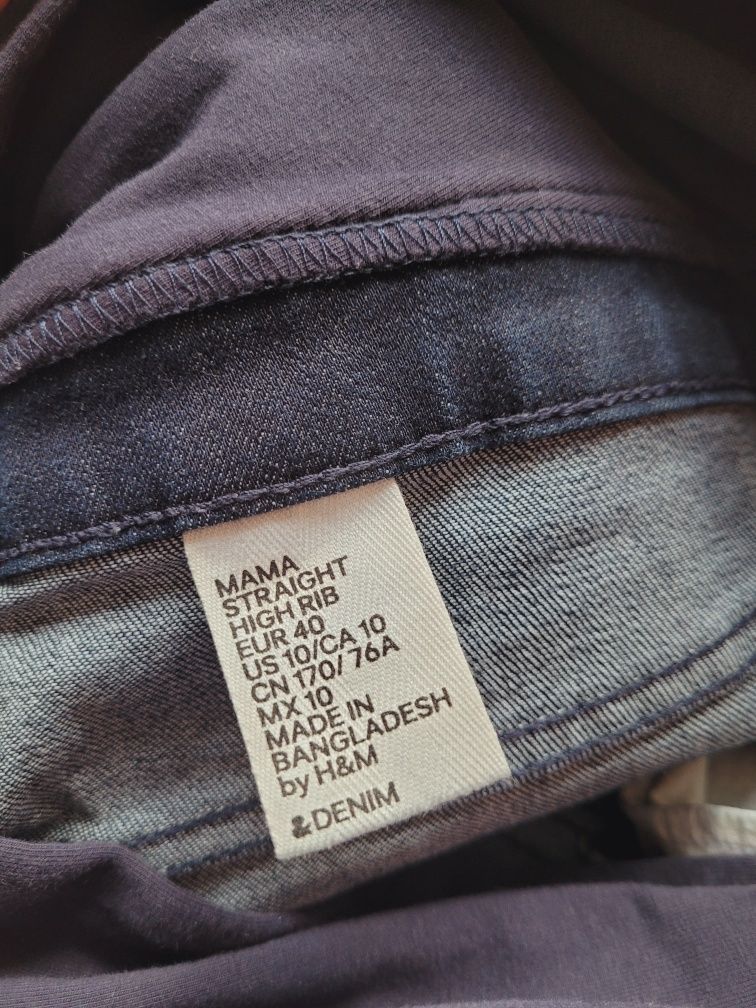 MAMA
STRAIGHT
HIGH RIB
EUR 40
US 10/CA 10
CN 170/76A
MX 10
MADE IN
BANGLADESH
by H&M
&DENIM